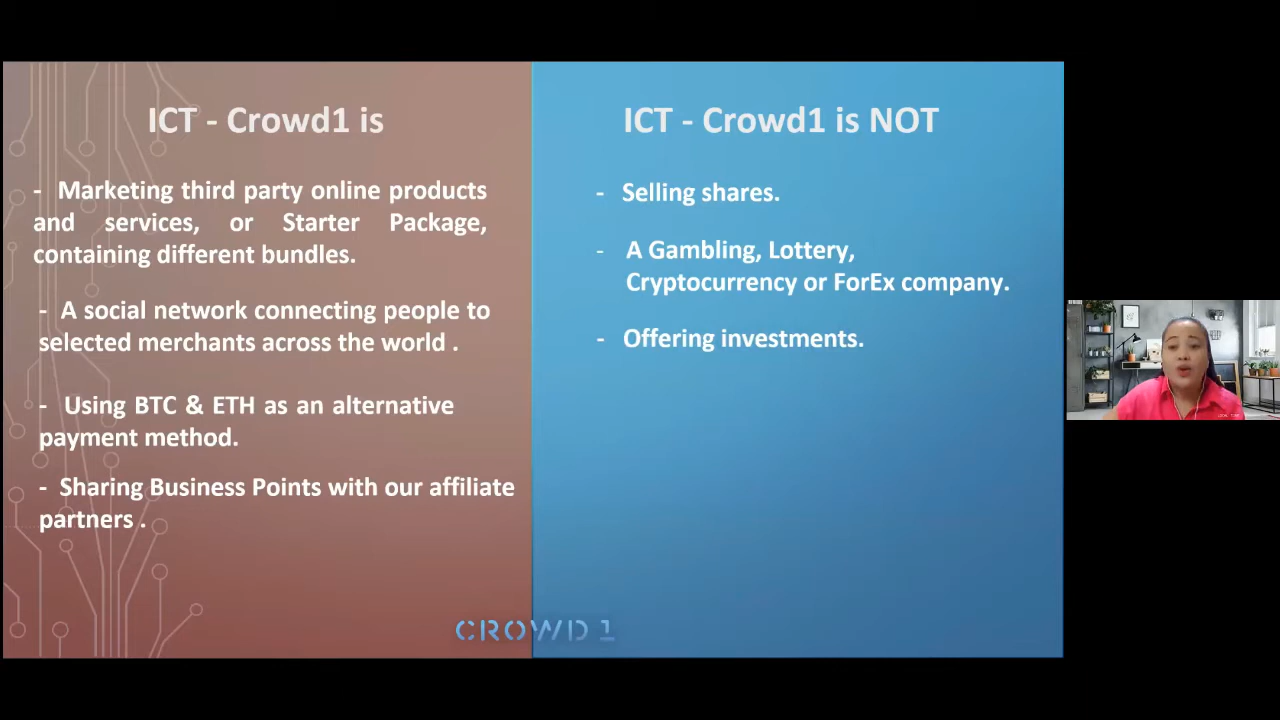 ICT - Crowd1 is
- Marketing third party online products
and services, or Starter Package,
containing different bundles.
- A social network connecting people to
selected merchants across the world .
- Using BTC & ETH as an alternative
payment method.
- Sharing Business Points with our affiliate
partners .
ICT - Crowd1 is NOT
- Selling shares.
- A Gambling, Lottery,
Cryptocurrency or ForEx company.
- Offering investments.
CROWD 1